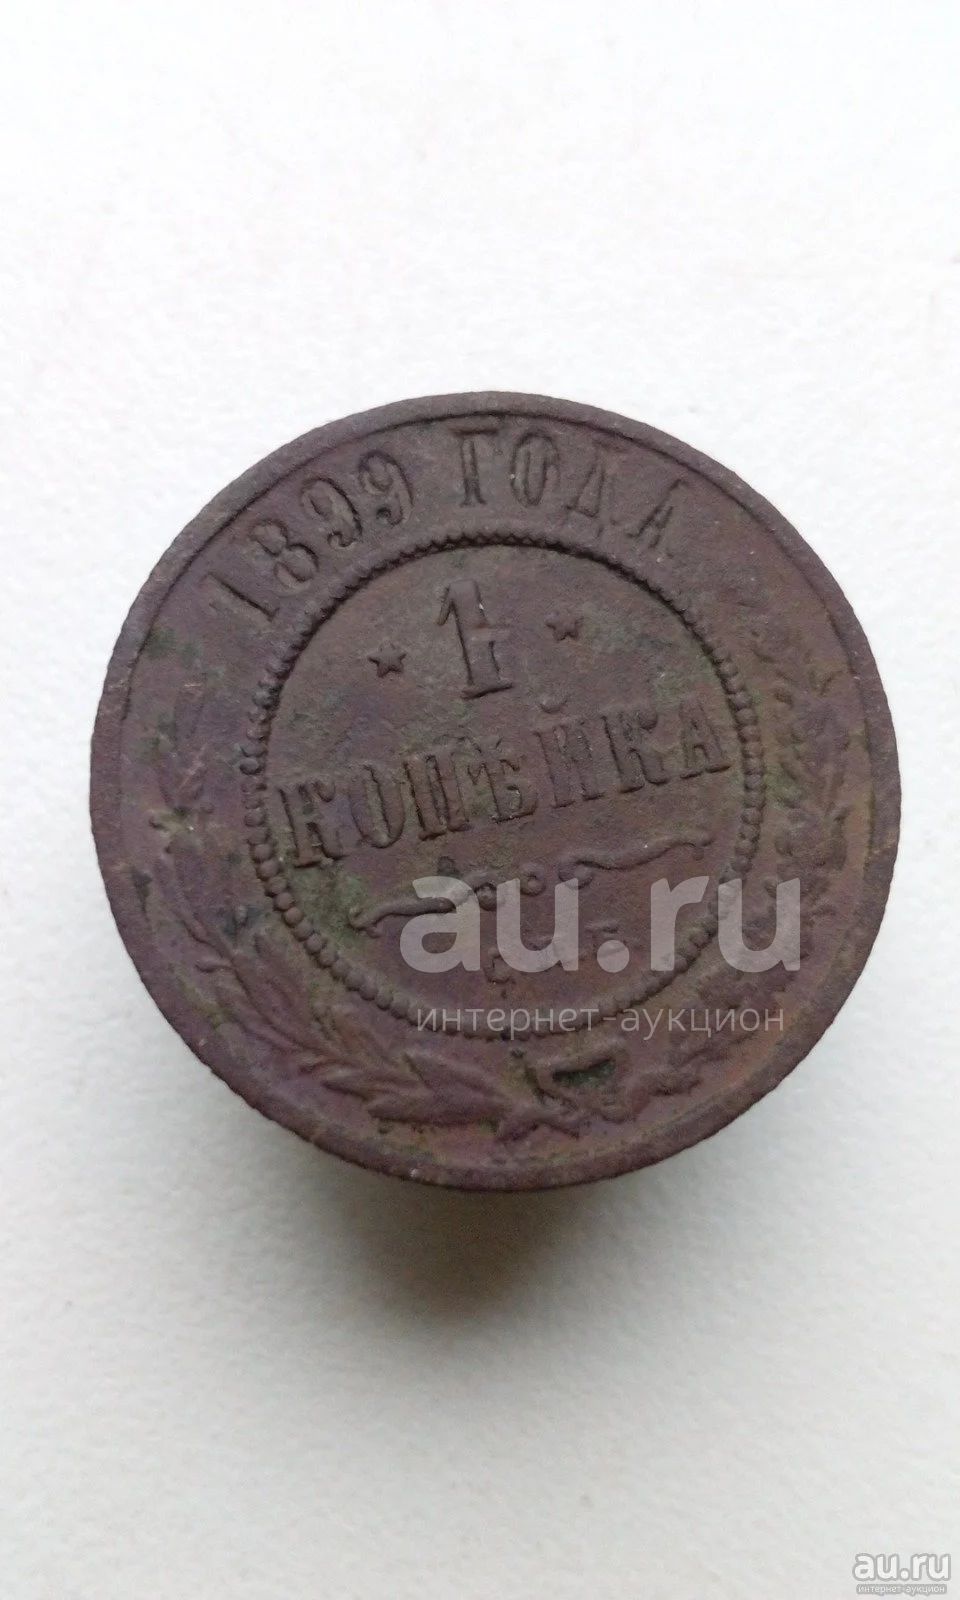 1899 ГОДА
1
КОПѢЙКА
С. П. Б.
au.ru
интернет-аукцион
au.ru
интернет-аукцион